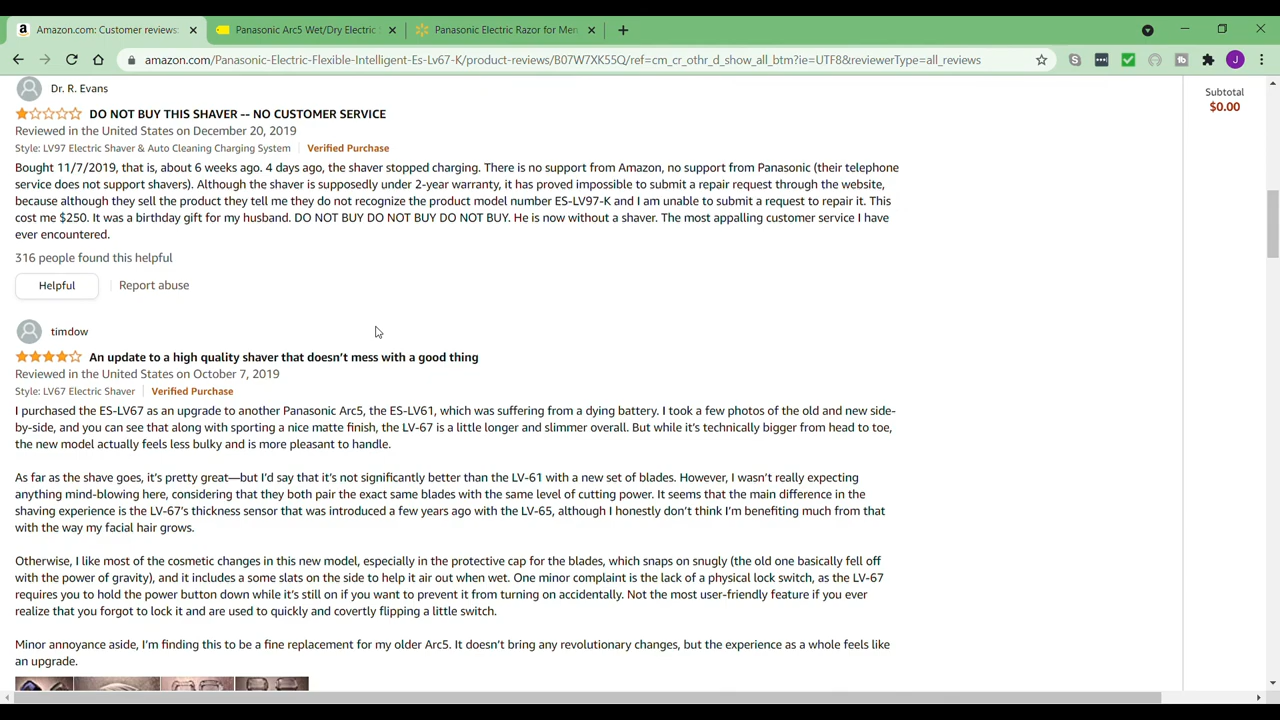 Amazon.com: Customer reviews:
Panasonic Arc5 Wet/Dry Electric
Panasonic Electric Razor for Men
amazon.com/Panasonic-Electric-Flexible-Intelligent-Es-Lv67-K/product-reviews/B07W7XK55Q/ref=cm_cr_othr_d_show_all_btm?ie=UTF8&reviewerType=all_reviews
J
Dr. R. Evans
Subtotal
$0.00
DO NOT BUY THIS SHAVER -- NO CUSTOMER SERVICE
Reviewed in the United States on December 20, 2019
Style: LV97 Electric Shaver & Auto Cleaning Charging System Verified Purchase
Bought 11/7/2019, that is, about 6 weeks ago. 4 days ago, the shaver stopped charging. There is no support from Amazon, no support from Panasonic (their telephone
service does not support shavers). Although the shaver is supposedly under 2-year warranty, it has proved impossible to submit a repair request through the website,
because although they sell the product they tell me they do not recognize the product model number ES-LV97-K and I am unable to submit a request to repair it. This
cost me $250. It was a birthday gift for my husband. DO NOT BUY DO NOT BUY DO NOT BUY. He is now without a shaver. The most appalling customer service I have
ever encountered.
316 people found this helpful
Helpful Report abuse
timdow
An update to a high quality shaver that doesn't mess with a good thing
Reviewed in the United States on October 7, 2019
Style: LV67 Electric Shaver Verified Purchase
I purchased the ES-LV67 as an upgrade to another Panasonic Arc5, the ES-LV61, which was suffering from a dying battery. I took a few photos of the old and new side-
by-side, and you can see that along with sporting a nice matte finish, the LV-67 is a little longer and slimmer overall. But while it's technically bigger from head to toe,
the new model actually feels less bulky and is more pleasant to handle.
As far as the shave goes, it's pretty great—but I'd say that it's not significantly better than the LV-61 with a new set of blades. However, I wasn't really expecting
anything mind-blowing here, considering that they both pair the exact same blades with the same level of cutting power. It seems that the main difference in the
shaving experience is the LV-67's thickness sensor that was introduced a few years ago with the LV-65, although I honestly don't think I'm benefiting much from that
with the way my facial hair grows.
Otherwise, I like most of the cosmetic changes in this new model, especially in the protective cap for the blades, which snaps on snugly (the old one basically fell off
with the power of gravity), and it includes a some slats on the side to help it air out when wet. One minor complaint is the lack of a physical lock switch, as the LV-67
requires you to hold the power button down while it's still on if you want to prevent it from turning on accidentally. Not the most user-friendly feature if you ever
realize that you forgot to lock it and are used to quickly and covertly flipping a little switch.
Minor annoyance aside, I'm finding this to be a fine replacement for my older Arc5. It doesn't bring any revolutionary changes, but the experience as a whole feels like
an upgrade.